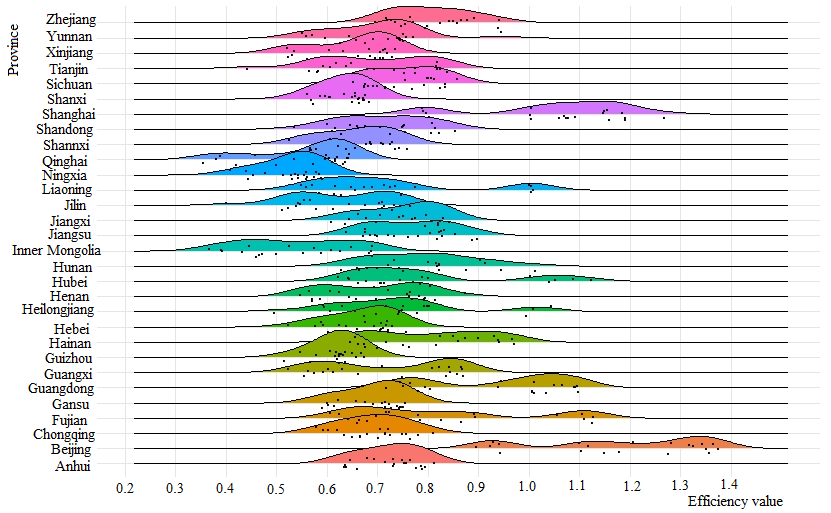 Province
Zhejiang
Yunnan
Xinjiang
Tianjin
Sichuan
Shanxi
Shanghai
Shandong
Shannxi
Qinghai
Ningxia
Liaoning
Jilin
Jiangxi
Jiangsu
Inner Mongolia
Hunan
Hubei
Henan
Heilongjiang
Hebei
Hainan
Guizhou
Guangxi
Guangdong
Gansu
Fujian
Chongqing
Beijing
Anhui
0.2 0.3 0.4 0.5 0.6 0.7 0.8 0.9 1.0 1.1 1.2 1.3 1.4
Efficiency value